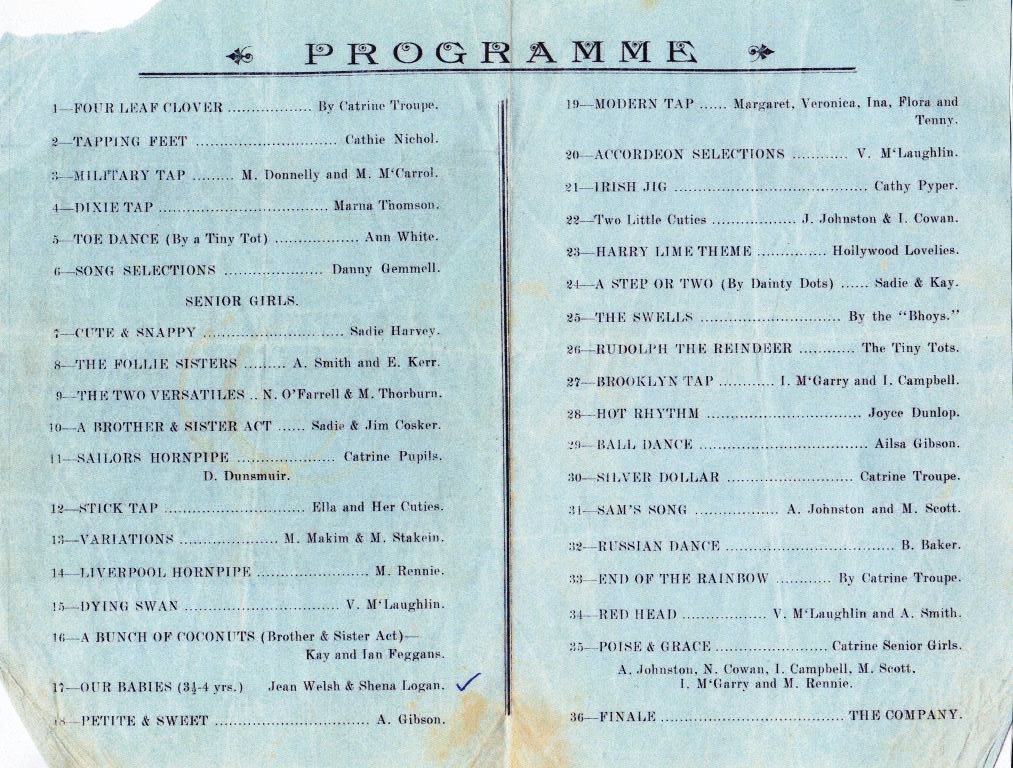 PROGRAMME
1—FOUR LEAF CLOVER ................. By Catrine Troupe.
2—TAPPING FEET ............................. Cathie Nichol.
3—MILITARY TAP ......... M. Donnelly and M. M‘Carrol.
4—DIXIE TAP .................................. Marna Thomson.
5—TOE DANCE (By a Tiny Tot) ................. Ann White.
6—SONG SELECTIONS .................... Danny Gemmell.
SENIOR GIRLS.
7—CUTE & SNAPPY ............................. Sadie Harvey.
8—THE FOLLIE SISTERS ......... A. Smith and E. Kerr.
9—THE TWO VERSATILES .. N. O'Farrell & M. Thorburn.
10—A BROTHER & SISTER ACT ...... Sadie & Jim Cosker.
11—SAILORS HORNPIPE .................... Catrine Pupils.
D. Dunsmuir.
12—STICK TAP ............................. Ella and Her Cuties.
13—VARIATIONS .................... M. Makim & M. Stakein.
14—LIVERPOOL HORNPIPE ....................... M. Rennie.
15—DYING SWAN ................................ V. M‘Laughlin.
16—A BUNCH OF COCONUTS (Brother & Sister Act)—
Kay and Ian Feggans.
17—OUR BABIES (3½-4 yrs.) Jean Welsh & Shena Logan. ✓
18—PETITE & SWEET ............................... A. Gibson.
19—MODERN TAP ...... Margaret, Veronica, Ina, Flora and
Tenny.
20—ACCORDEON SELECTIONS ........... V. M‘Laughlin.
21—IRISH JIG ....................................... Cathy Pyper.
22—Two Little Cuties ................. J. Johnston & I. Cowan.
23—HARRY LIME THEME .............. Hollywood Lovelies.
24—A STEP OR TWO (By Dainty Dots) ...... Sadie & Kay.
25—THE SWELLS ............................. By the "Bhoys."
26—RUDOLPH THE REINDEER ............ The Tiny Tots.
27—BROOKLYN TAP ........... I. M‘Garry and I. Campbell.
28—HOT RHYTHM ............................... Joyce Dunlop.
29—BALL DANCE .................................. Ailsa Gibson.
30—SILVER DOLLAR .......................... Catrine Troupe.
31—SAM'S SONG ................. A. Johnston and M. Scott.
32—RUSSIAN DANCE .................................. B. Baker.
33—END OF THE RAINBOW ........... By Catrine Troupe.
34—RED HEAD ................. V. M‘Laughlin and A. Smith.
35—POISE & GRACE ....................... Catrine Senior Girls.
A. Johnston, N. Cowan, I. Campbell, M. Scott,
I. M‘Garry and M. Rennie.
36—FINALE ..................................... THE COMPANY.